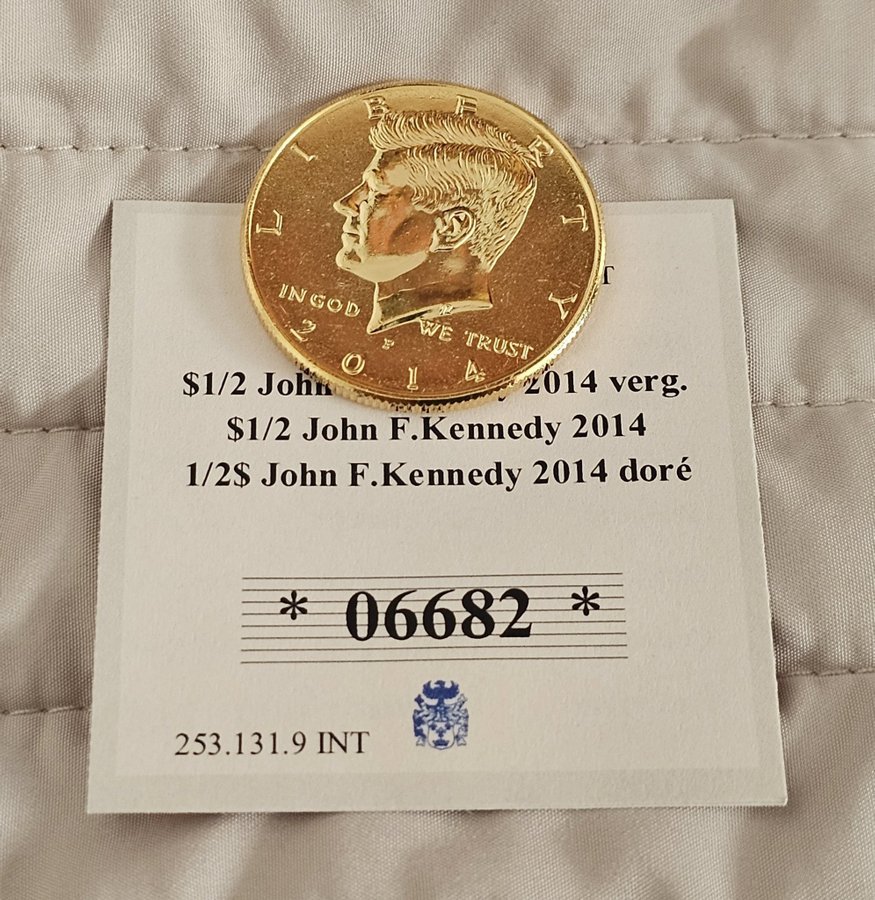 LIBERTY
IN GOD WE TRUST
P
2014
$1/2 John 2014 verg.
$1/2 John F.Kennedy 2014
1/2$ John F.Kennedy 2014 doré
* 06682 *
253.131.9 INT